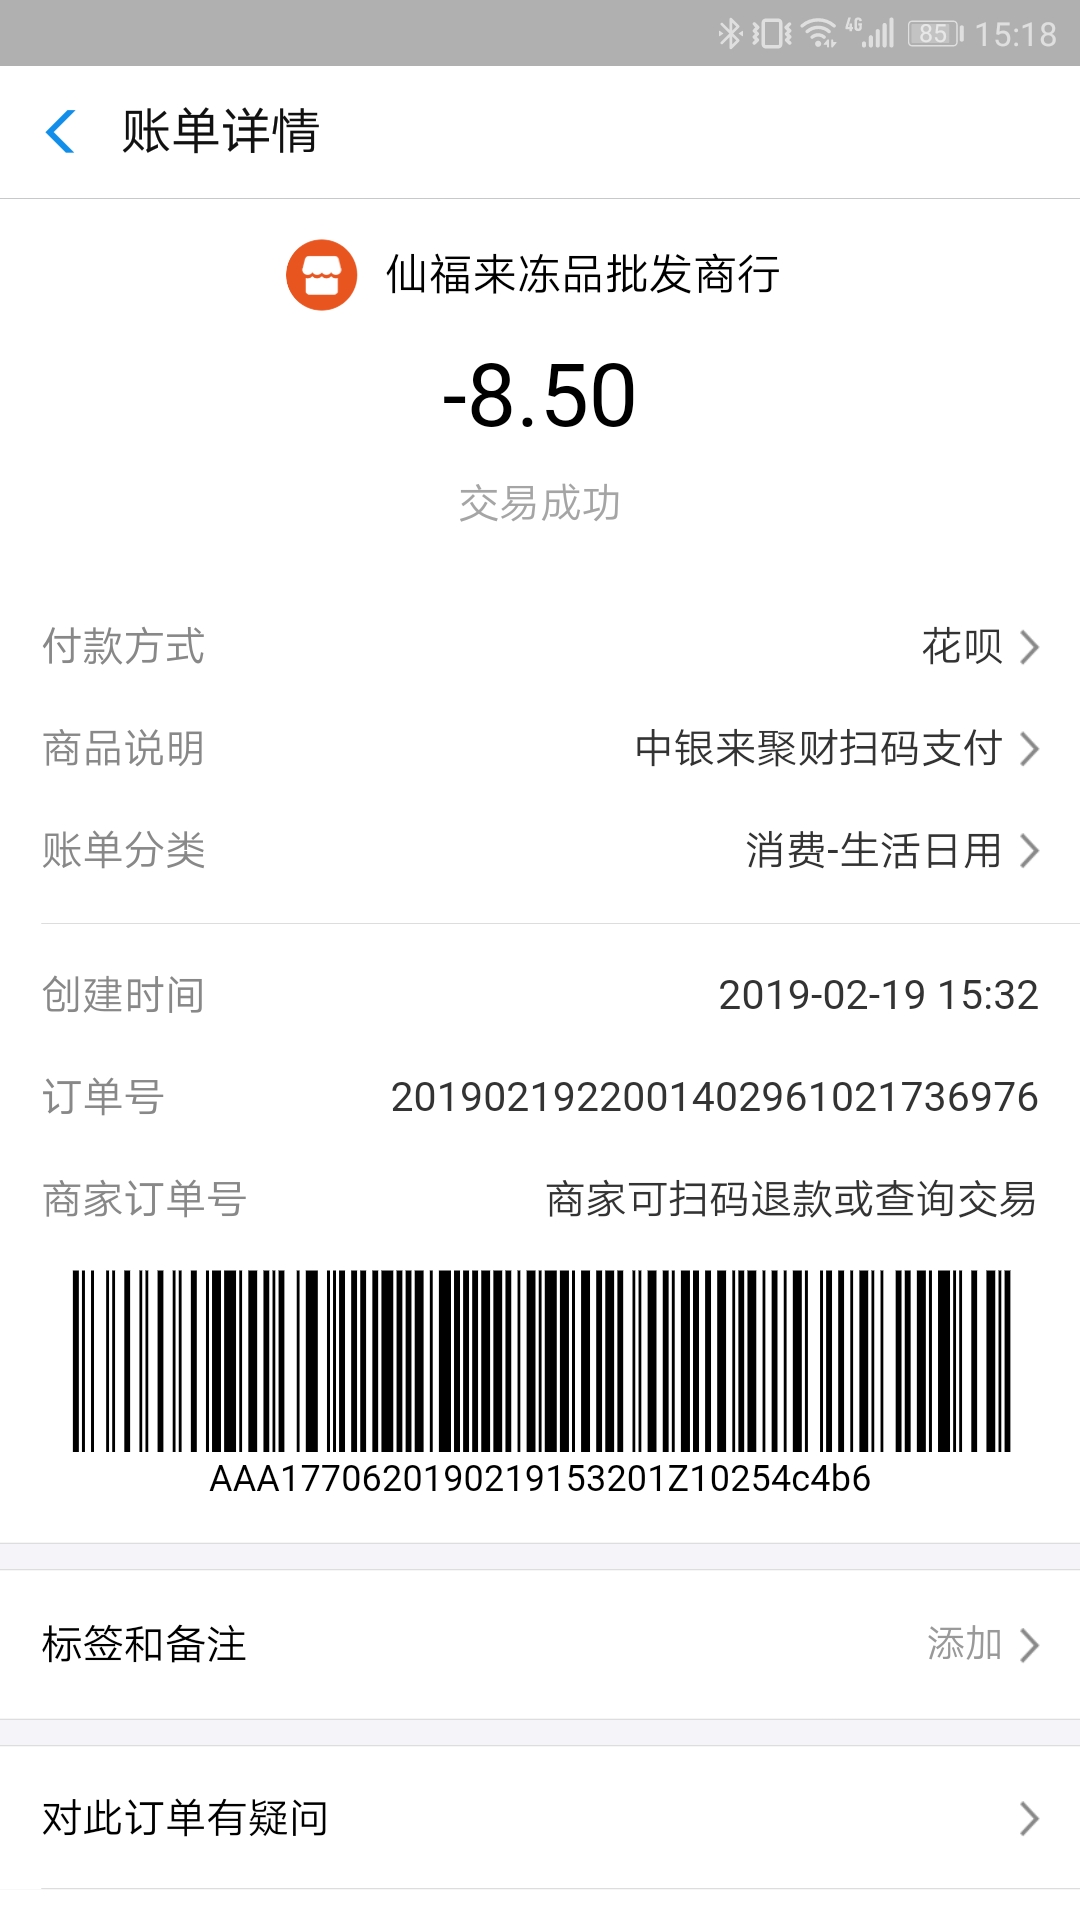 4G 85 15:18
账单详情
仙福来冻品批发商行
-8.50
交易成功
付款方式 花呗
商品说明 中银来聚财扫码支付
账单分类 消费-生活日用
创建时间 2019-02-19 15:32
订单号 2019021922001402961021736976
商家订单号 商家可扫码退款或查询交易
AAA1770620190219153201Z10254c4b6
标签和备注 添加
对此订单有疑问